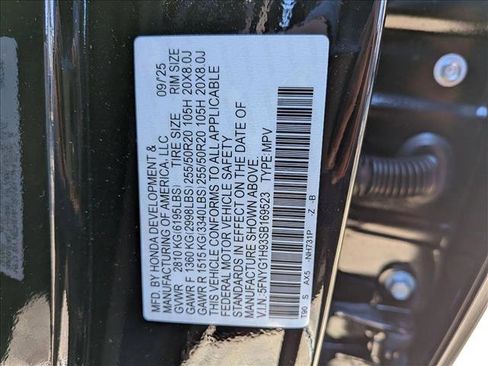 MFD BY HONDA DEVELOPMENT & 09/25
MANUFACTURING OF AMERICA, LLC
GVWR 2810 KG(6195LBS) TIRE SIZE RIM SIZE
GAWR F 1360 KG(2998LBS) 255/50R20 105H 20X8.0J
GAWR R 1515 KG(3340LBS) 255/50R20 105H 20X8.0J
THIS VEHICLE CONFORMS TO ALL APPLICABLE
FEDERAL MOTOR VEHICLE SAFETY
STANDARDS IN EFFECT ON THE DATE OF
MANUFACTURE SHOWN ABOVE.
V.I.N. 5FNYG1H93SB169523 TYPE:MPV
T90 S AX5 NH731P -Z -B